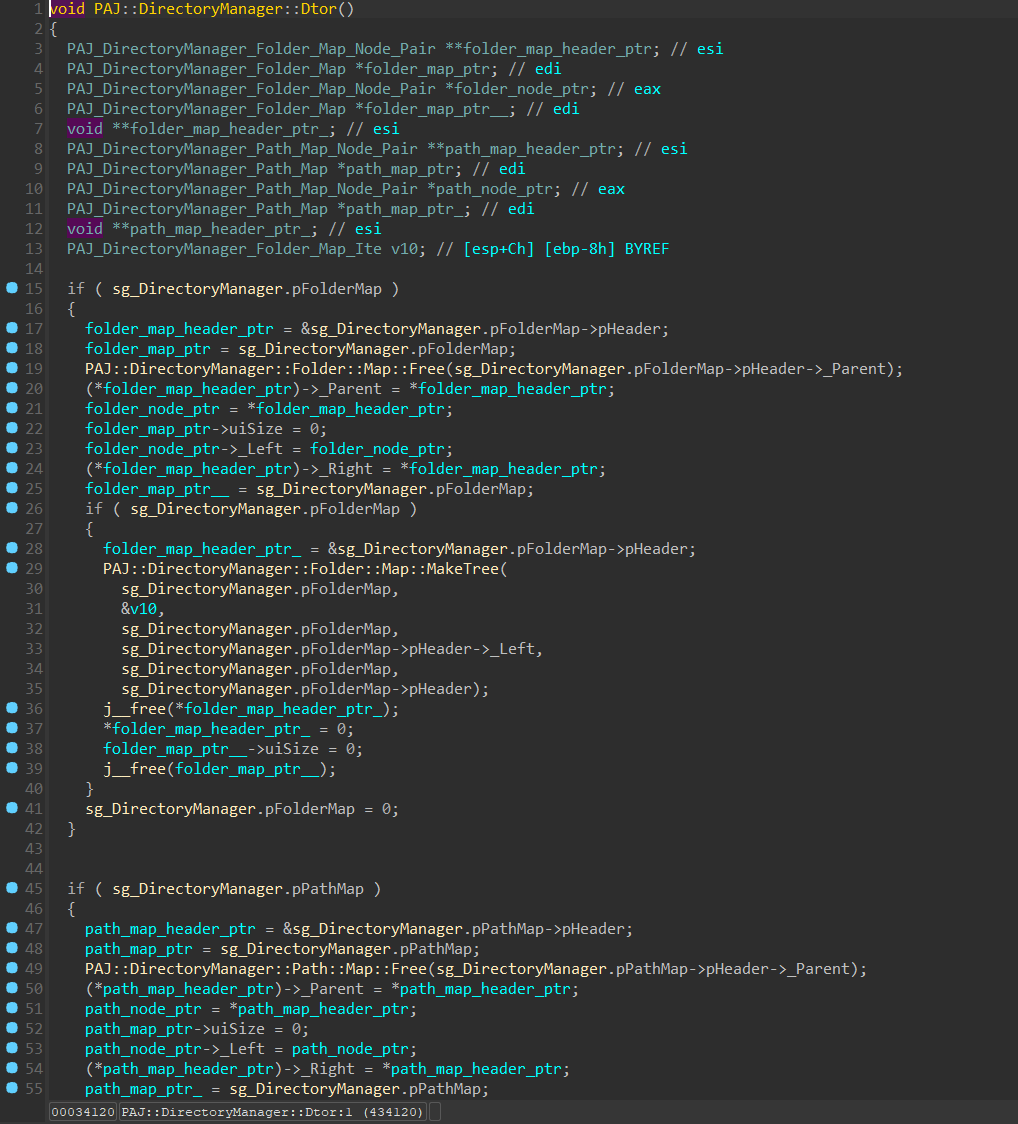 1 void PAJ::DirectoryManager::Dtor()
2 {
3 PAJ_DirectoryManager_Folder_Map_Node_Pair **folder_map_header_ptr; // esi
4 PAJ_DirectoryManager_Folder_Map *folder_map_ptr; // edi
5 PAJ_DirectoryManager_Folder_Map_Node_Pair *folder_node_ptr; // eax
6 PAJ_DirectoryManager_Folder_Map *folder_map_ptr__; // edi
7 void **folder_map_header_ptr_; // esi
8 PAJ_DirectoryManager_Path_Map_Node_Pair **path_map_header_ptr; // esi
9 PAJ_DirectoryManager_Path_Map *path_map_ptr; // edi
10 PAJ_DirectoryManager_Path_Map_Node_Pair *path_node_ptr; // eax
11 PAJ_DirectoryManager_Path_Map *path_map_ptr_; // edi
12 void **path_map_header_ptr_; // esi
13 PAJ_DirectoryManager_Folder_Map_Ite v10; // [esp+Ch] [ebp-8h] BYREF
14
15 if ( sg_DirectoryManager.pFolderMap )
16 {
17 folder_map_header_ptr = &sg_DirectoryManager.pFolderMap->pHeader;
18 folder_map_ptr = sg_DirectoryManager.pFolderMap;
19 PAJ::DirectoryManager::Folder::Map::Free(sg_DirectoryManager.pFolderMap->pHeader->_Parent);
20 (*folder_map_header_ptr)->_Parent = *folder_map_header_ptr;
21 folder_node_ptr = *folder_map_header_ptr;
22 folder_map_ptr->uiSize = 0;
23 folder_node_ptr->_Left = folder_node_ptr;
24 (*folder_map_header_ptr)->_Right = *folder_map_header_ptr;
25 folder_map_ptr__ = sg_DirectoryManager.pFolderMap;
26 if ( sg_DirectoryManager.pFolderMap )
27 {
28 folder_map_header_ptr_ = &sg_DirectoryManager.pFolderMap->pHeader;
29 PAJ::DirectoryManager::Folder::Map::MakeTree(
30 sg_DirectoryManager.pFolderMap,
31 &v10,
32 sg_DirectoryManager.pFolderMap,
33 sg_DirectoryManager.pFolderMap->pHeader->_Left,
34 sg_DirectoryManager.pFolderMap,
35 sg_DirectoryManager.pFolderMap->pHeader);
36 j__free(*folder_map_header_ptr_);
37 *folder_map_header_ptr_ = 0;
38 folder_map_ptr__->uiSize = 0;
39 j__free(folder_map_ptr__);
40 }
41 sg_DirectoryManager.pFolderMap = 0;
42 }
43
44
45 if ( sg_DirectoryManager.pPathMap )
46 {
47 path_map_header_ptr = &sg_DirectoryManager.pPathMap->pHeader;
48 path_map_ptr = sg_DirectoryManager.pPathMap;
49 PAJ::DirectoryManager::Path::Map::Free(sg_DirectoryManager.pPathMap->pHeader->_Parent);
50 (*path_map_header_ptr)->_Parent = *path_map_header_ptr;
51 path_node_ptr = *path_map_header_ptr;
52 path_map_ptr->uiSize = 0;
53 path_node_ptr->_Left = path_node_ptr;
54 (*path_map_header_ptr)->_Right = *path_map_header_ptr;
55 path_map_ptr_ = sg_DirectoryManager.pPathMap;
00034120 PAJ::DirectoryManager::Dtor:1 (434120)